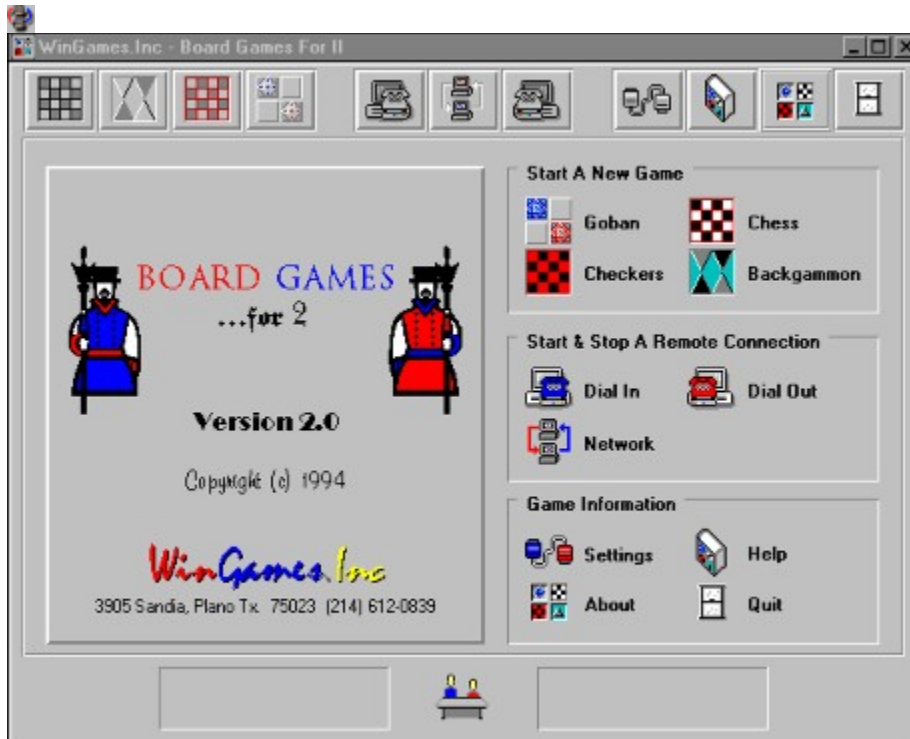 WinGames.Inc - Board Games For II
BOARD GAMES
...for 2
Version 2.0
Copyright (c) 1994
WinGames.Inc
3905 Sandia, Plano Tx. 75023 (214) 612-0839
Start A New Game
Goban
Chess
Checkers
Backgammon
Start & Stop A Remote Connection
Dial In
Dial Out
Network
Game Information
Settings
Help
About
Quit